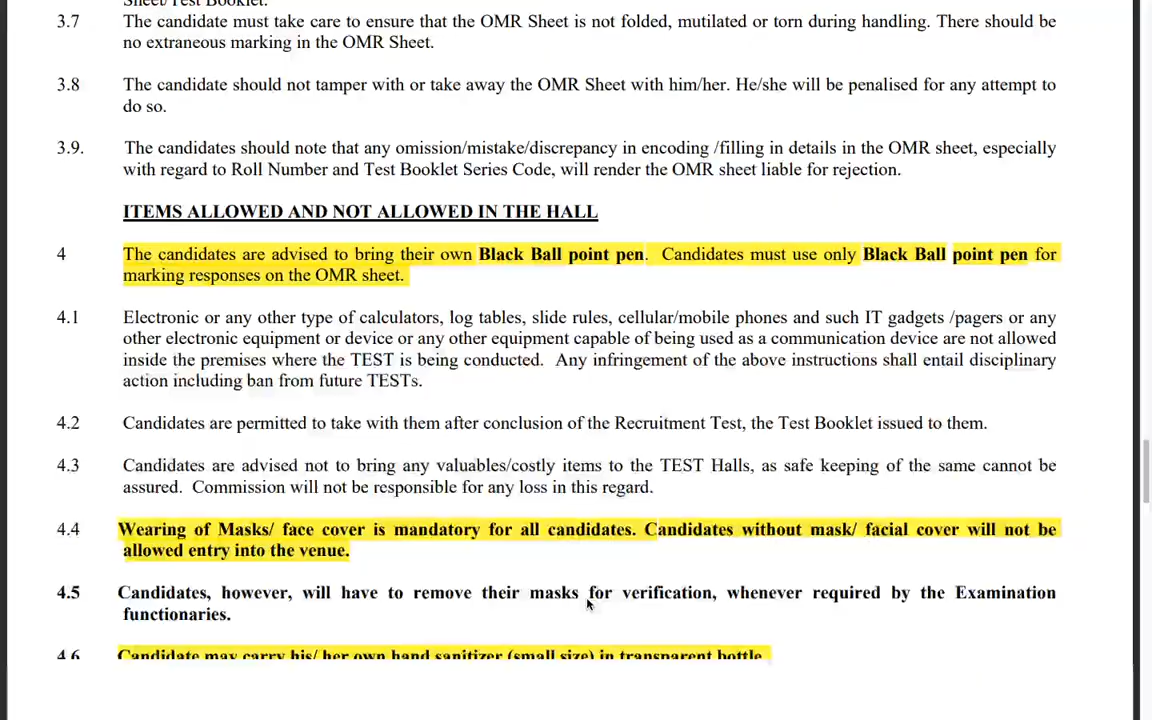 Sheet/Test Booklet.
3.7 The candidate must take care to ensure that the OMR Sheet is not folded, mutilated or torn during handling. There should be
no extraneous marking in the OMR Sheet.
3.8 The candidate should not tamper with or take away the OMR Sheet with him/her. He/she will be penalised for any attempt to
do so.
3.9. The candidates should note that any omission/mistake/discrepancy in encoding /filling in details in the OMR sheet, especially
with regard to Roll Number and Test Booklet Series Code, will render the OMR sheet liable for rejection.
ITEMS ALLOWED AND NOT ALLOWED IN THE HALL
4 The candidates are advised to bring their own Black Ball point pen. Candidates must use only Black Ball point pen for
marking responses on the OMR sheet.
4.1 Electronic or any other type of calculators, log tables, slide rules, cellular/mobile phones and such IT gadgets /pagers or any
other electronic equipment or device or any other equipment capable of being used as a communication device are not allowed
inside the premises where the TEST is being conducted. Any infringement of the above instructions shall entail disciplinary
action including ban from future TESTs.
4.2 Candidates are permitted to take with them after conclusion of the Recruitment Test, the Test Booklet issued to them.
4.3 Candidates are advised not to bring any valuables/costly items to the TEST Halls, as safe keeping of the same cannot be
assured. Commission will not be responsible for any loss in this regard.
4.4 Wearing of Masks/ face cover is mandatory for all candidates. Candidates without mask/ facial cover will not be
allowed entry into the venue.
4.5 Candidates, however, will have to remove their masks for verification, whenever required by the Examination
functionaries.
4.6 Candidate may carry his/ her own hand sanitizer (small size) in transparent bottle.